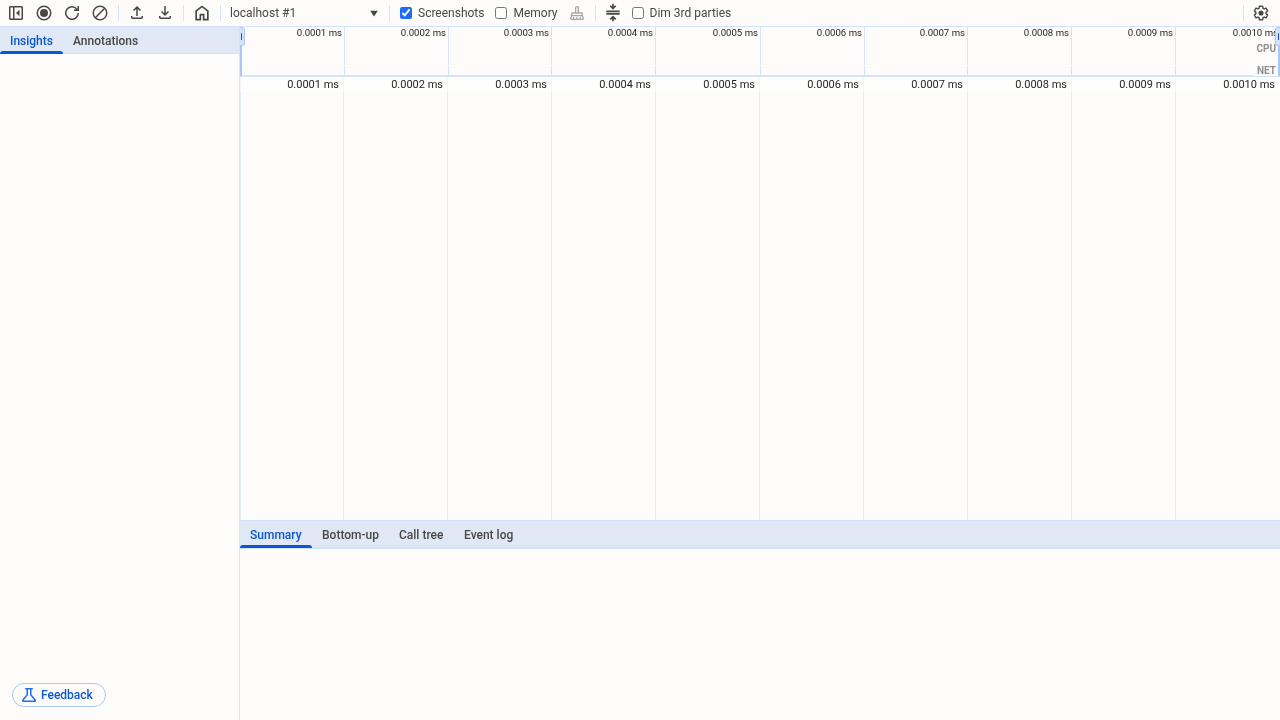 localhost #1 Screenshots Memory Dim 3rd parties
Insights Annotations
0.0001 ms 0.0002 ms 0.0003 ms 0.0004 ms 0.0005 ms 0.0006 ms 0.0007 ms 0.0008 ms 0.0009 ms 0.0010 ms
CPU
NET
0.0001 ms 0.0002 ms 0.0003 ms 0.0004 ms 0.0005 ms 0.0006 ms 0.0007 ms 0.0008 ms 0.0009 ms 0.0010 ms
Summary Bottom-up Call tree Event log
Feedback